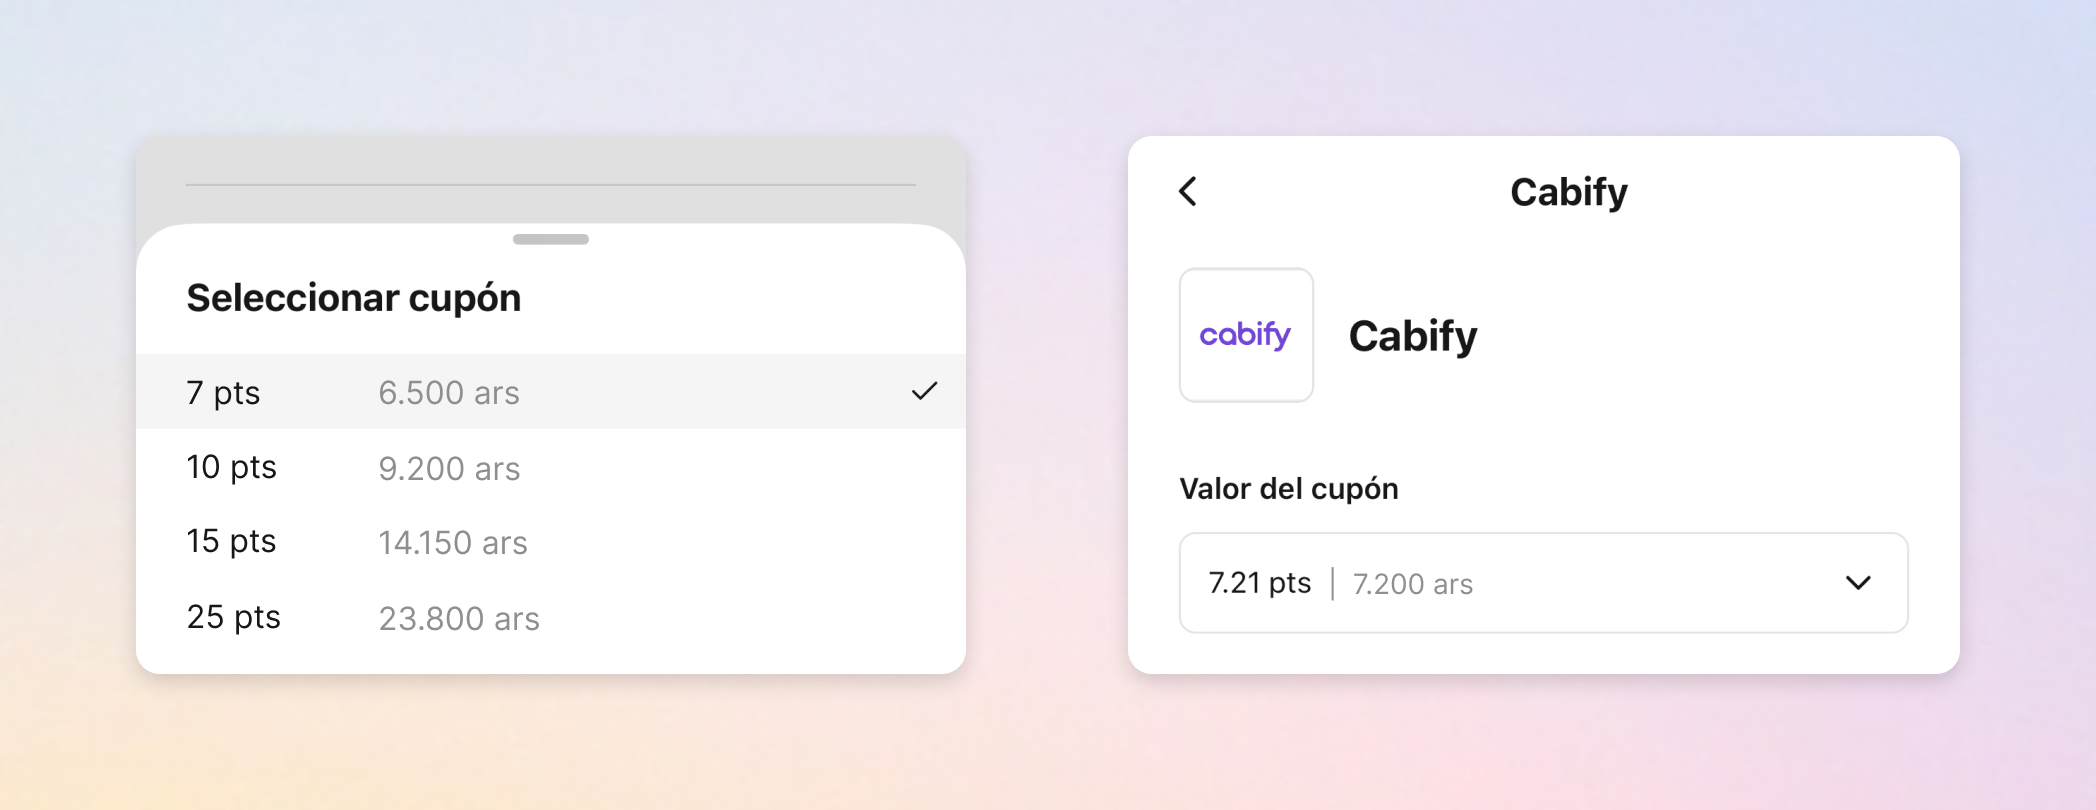 Seleccionar cupón
7 pts 6.500 ars
10 pts 9.200 ars
15 pts 14.150 ars
25 pts 23.800 ars
Cabify
cabify
Cabify
Valor del cupón
7.21 pts | 7.200 ars